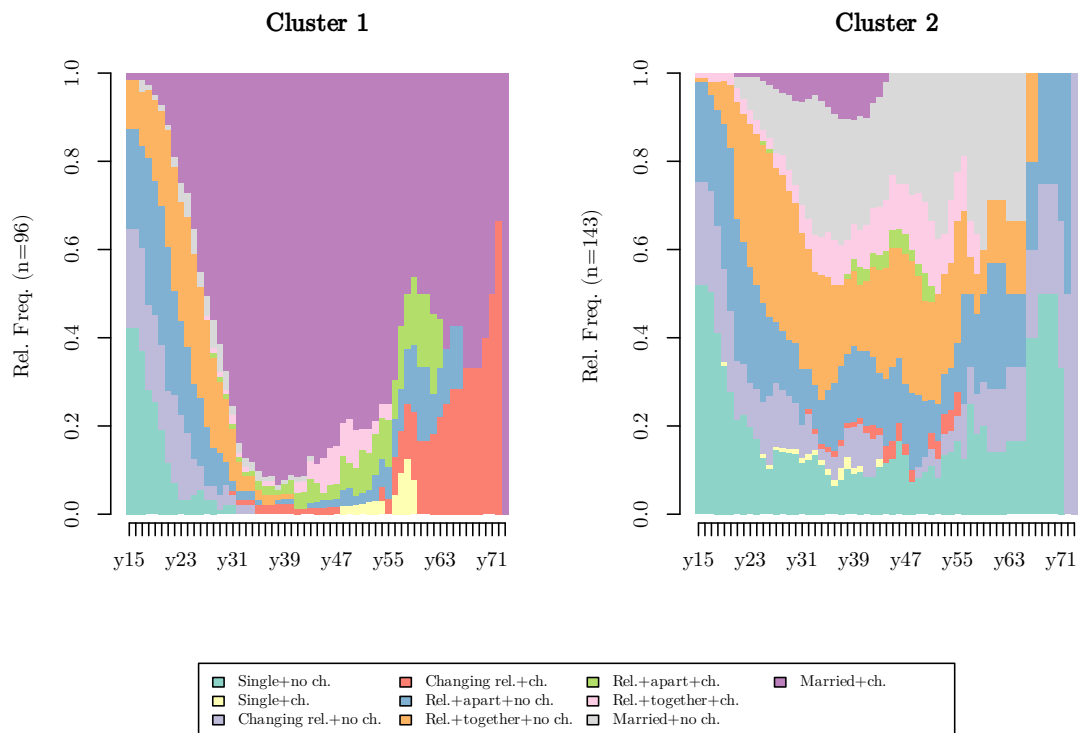 Cluster 1
Cluster 2
Rel. Freq. (n=96)
0.0 0.2 0.4 0.6 0.8 1.0
y15 y23 y31 y39 y47 y55 y63 y71
Rel. Freq. (n=143)
0.0 0.2 0.4 0.6 0.8 1.0
y15 y23 y31 y39 y47 y55 y63 y71
Single+no ch.
Single+ch.
Changing rel.+no ch.
Changing rel.+ch.
Rel.+apart+no ch.
Rel.+together+no ch.
Rel.+apart+ch.
Rel.+together+ch.
Married+no ch.
Married+ch.